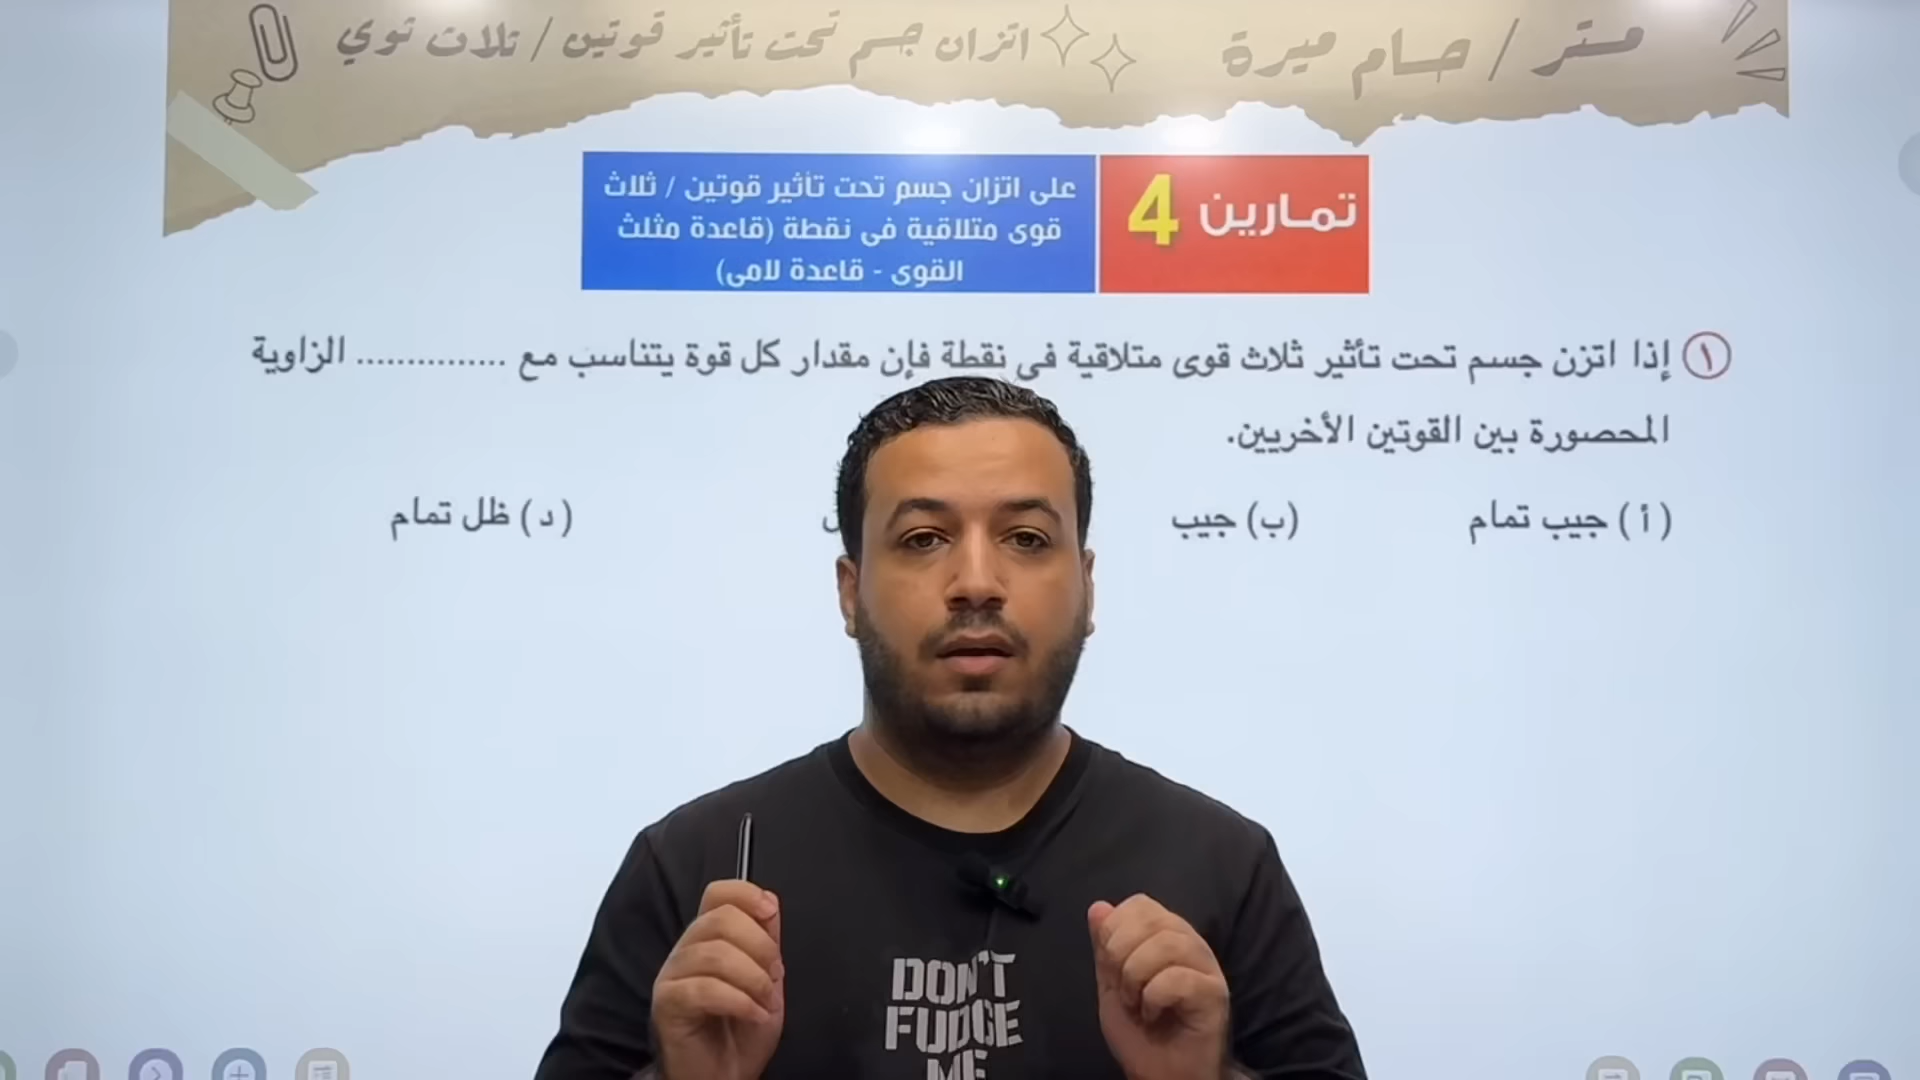 مستر / حسام ميرة
اتزان جسم تحت تأثير قوتين / ثلاث قوي
تمارين 4
على اتزان جسم تحت تأثير قوتين / ثلاث
قوى متلاقية فى نقطة (قاعدة مثلث
القوى - قاعدة لامى)
١ إذا اتزن جسم تحت تأثير ثلاث قوى متلاقية فى نقطة فإن مقدار كل قوة يتناسب مع .............. الزاوية
المحصورة بين القوتين الأخريين.
(أ) جيب تمام
(ب) جيب
(د) ظل تمام
DON'T
FUDGE
ME